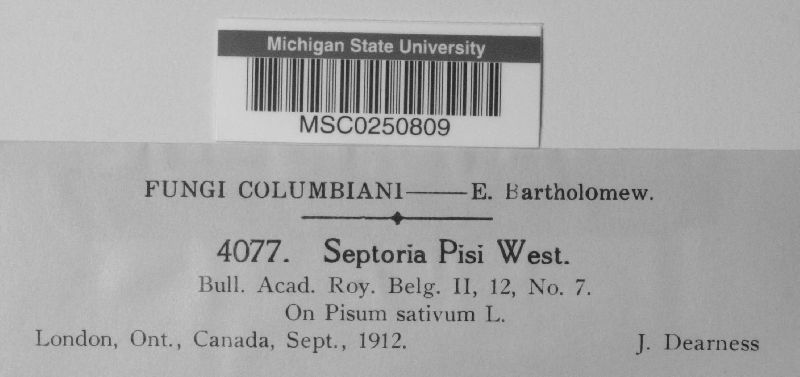 Michigan State University
MSC0250809
FUNGI COLUMBIANI——E. Bartholomew.
4077. Septoria Pisi West.
Bull. Acad. Roy. Belg. II, 12, No. 7.
On Pisum sativum L.
London, Ont., Canada, Sept., 1912. J. Dearness